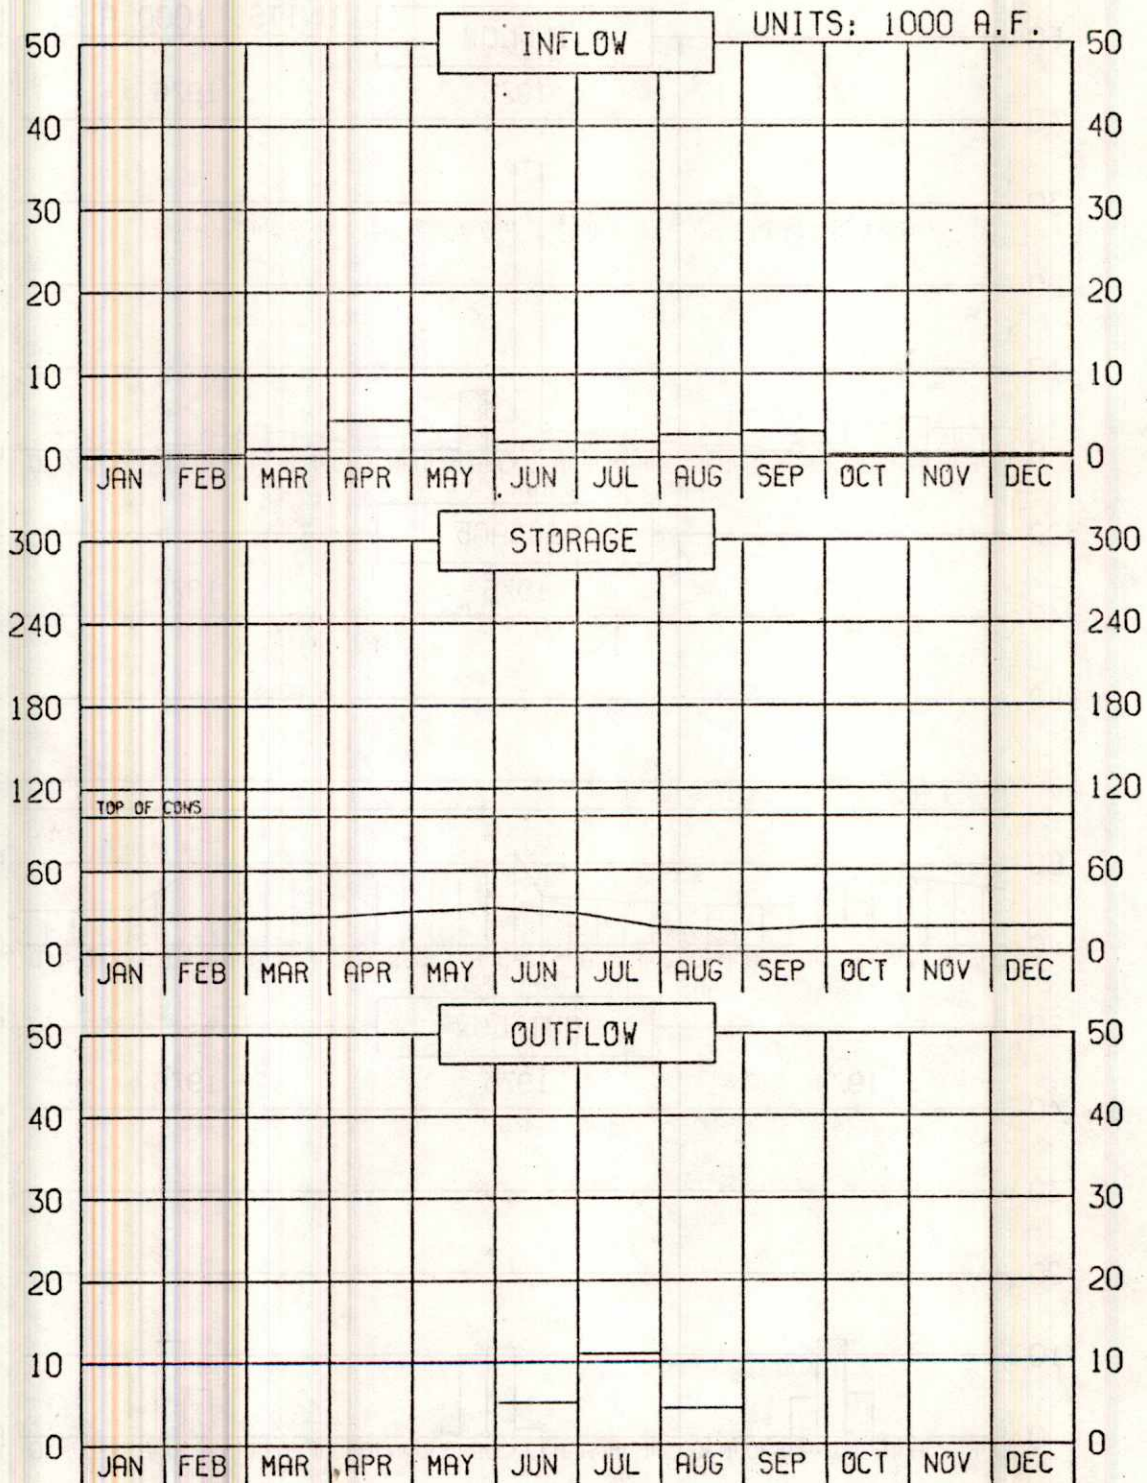 INFLOW UNITS: 1000 A.F.
50 50
40 40
30 30
20 20
10 10
0 0
JAN FEB MAR APR MAY JUN JUL AUG SEP OCT NOV DEC
STORAGE
300 300
240 240
180 180
120 120
TOP OF CONS
60 60
0 0
JAN FEB MAR APR MAY JUN JUL AUG SEP OCT NOV DEC
OUTFLOW
50 50
40 40
30 30
20 20
10 10
0 0
JAN FEB MAR APR MAY JUN JUL AUG SEP OCT NOV DEC